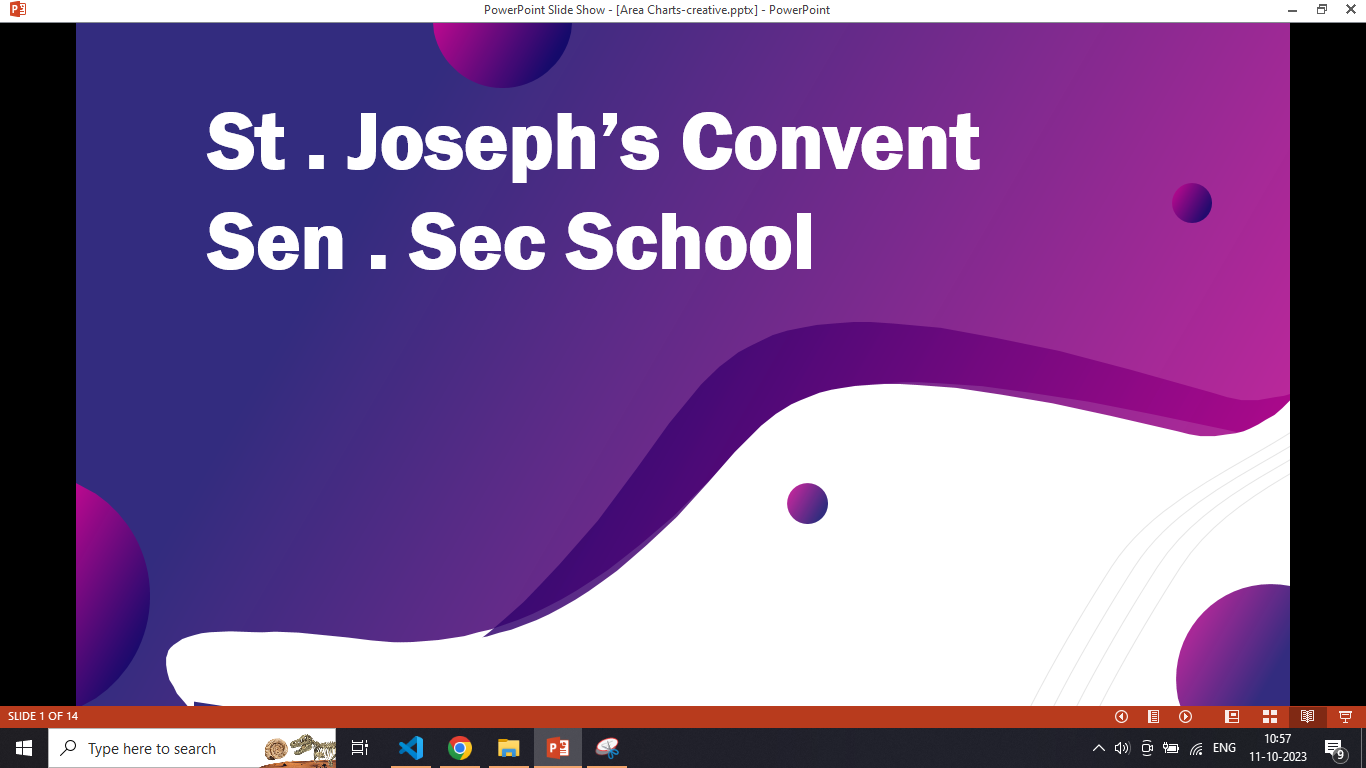 PowerPoint Slide Show - [Area Charts-creative.pptx] - PowerPoint
St . Joseph’s Convent
Sen . Sec School
SLIDE 1 OF 14
Type here to search
ENG
10:57
11-10-2023
9